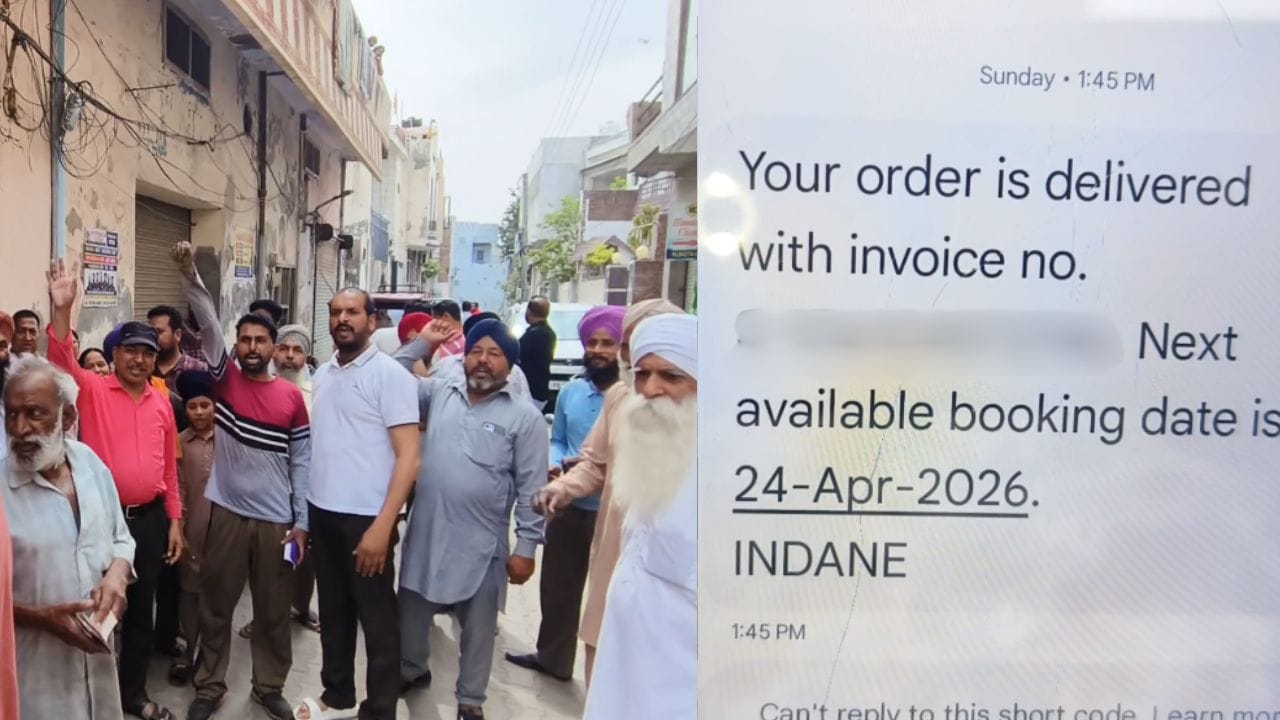 Sunday • 1:45 PM
Your order is delivered
with invoice no.
Next
available booking date is
24-Apr-2026.
INDANE
1:45 PM
Can't reply to this short code. Learn mor